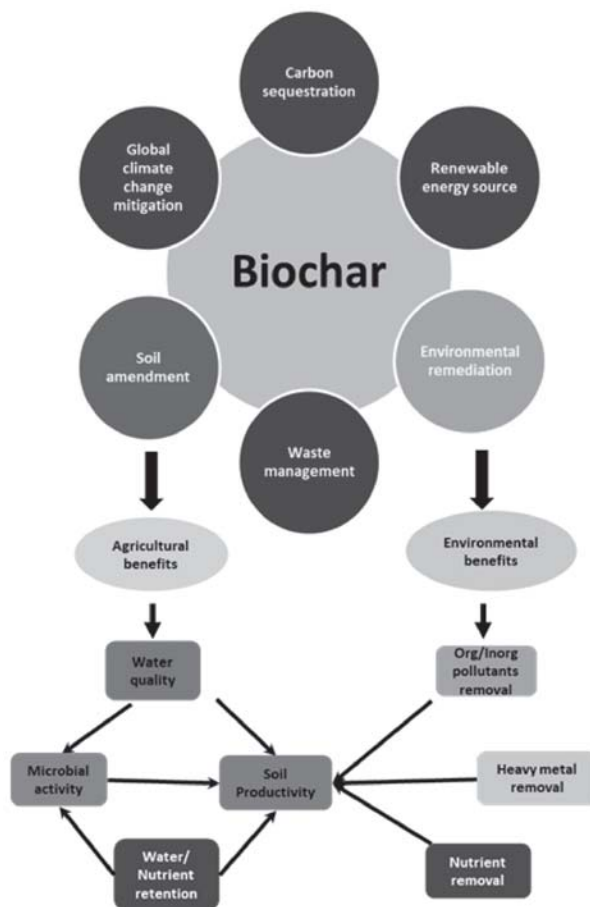 Carbon
sequestration
Global
climate
change
mitigation
Renewable
energy source
Biochar
Soil
amendment
Environmental
remediation
Waste
management
Agricultural
benefits
Environmental
benefits
Water
quality
Org/Inorg
pollutants
removal
Microbial
activity
Soil
Productivity
Heavy metal
removal
Water/
Nutrient
retention
Nutrient
removal